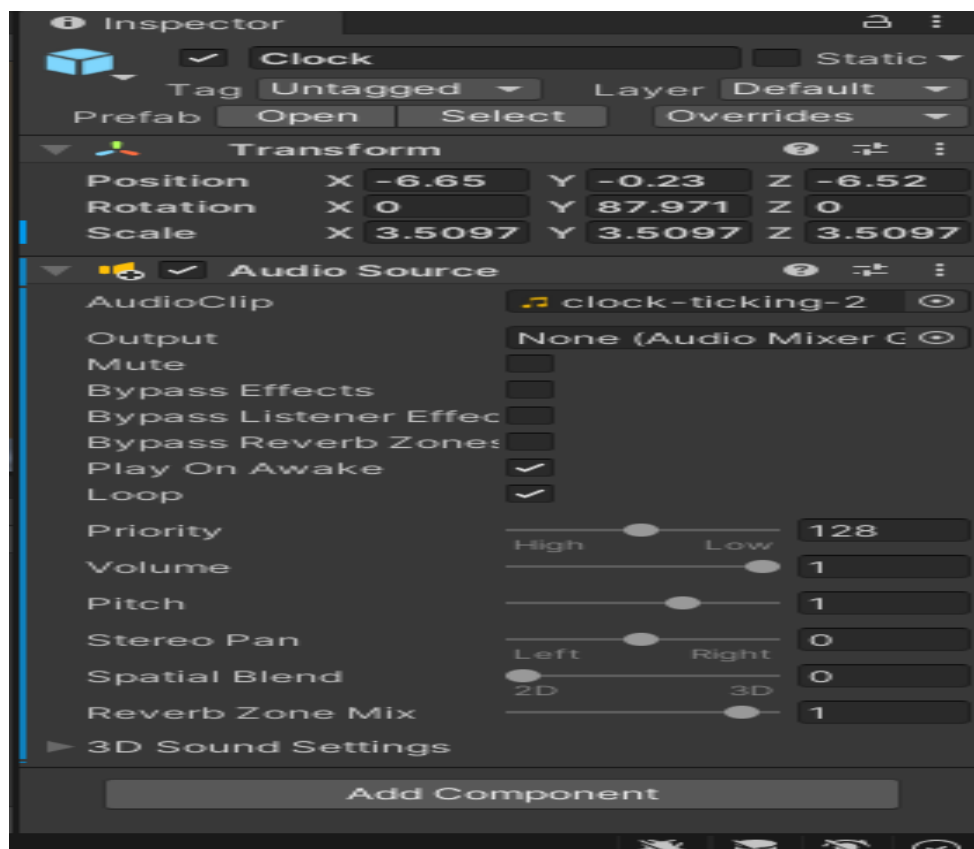 Inspector
Clock Static
Tag Untagged Layer Default
Prefab Open Select Overrides
Transform
Position X -6.65 Y -0.23 Z -6.52
Rotation X 0 Y 87.971 Z 0
Scale X 3.5097 Y 3.5097 Z 3.5097
Audio Source
AudioClip clock-ticking-2
Output None (Audio Mixer G
Mute
Bypass Effects
Bypass Listener Effec
Bypass Reverb Zones
Play On Awake
Loop
Priority 128
High Low
Volume 1
Pitch 1
Stereo Pan 0
Left Right
Spatial Blend 0
2D 3D
Reverb Zone Mix 1
3D Sound Settings
Add Component